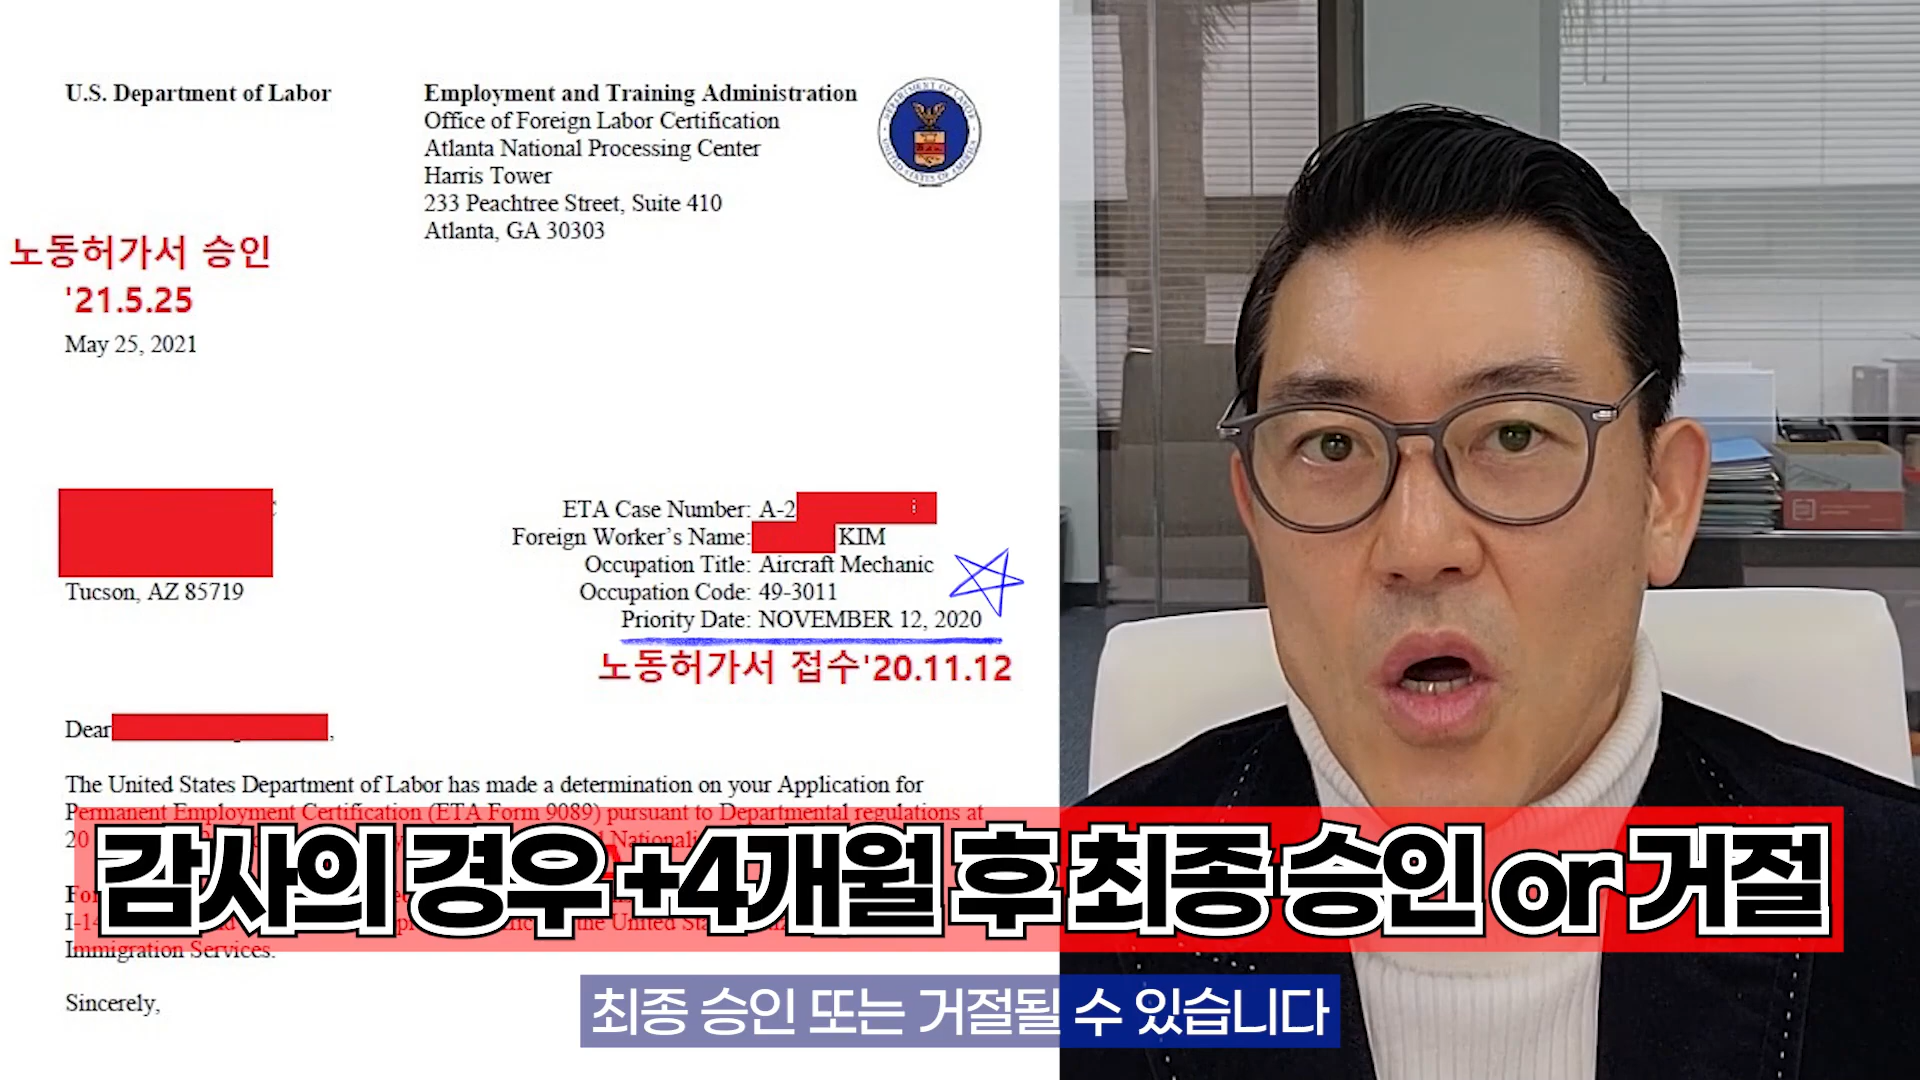 U.S. Department of Labor
Employment and Training Administration
Office of Foreign Labor Certification
Atlanta National Processing Center
Harris Tower
233 Peachtree Street, Suite 410
Atlanta, GA 30303
노동허가서 승인
'21.5.25
May 25, 2021
Tucson, AZ 85719
ETA Case Number: A-2
Foreign Worker's Name: KIM
Occupation Title: Aircraft Mechanic
Occupation Code: 49-3011
Priority Date: NOVEMBER 12, 2020
노동허가서 접수'20.11.12
Dear ,
The United States Department of Labor has made a determination on your Application for
Permanent Employment Certification (ETA Form 9089) pursuant to Departmental regulations at
20
감사의 경우 +4개월 후 최종 승인 or 거절
the United
Immigration Services.
Sincerely,
최종 승인 또는 거절될 수 있습니다